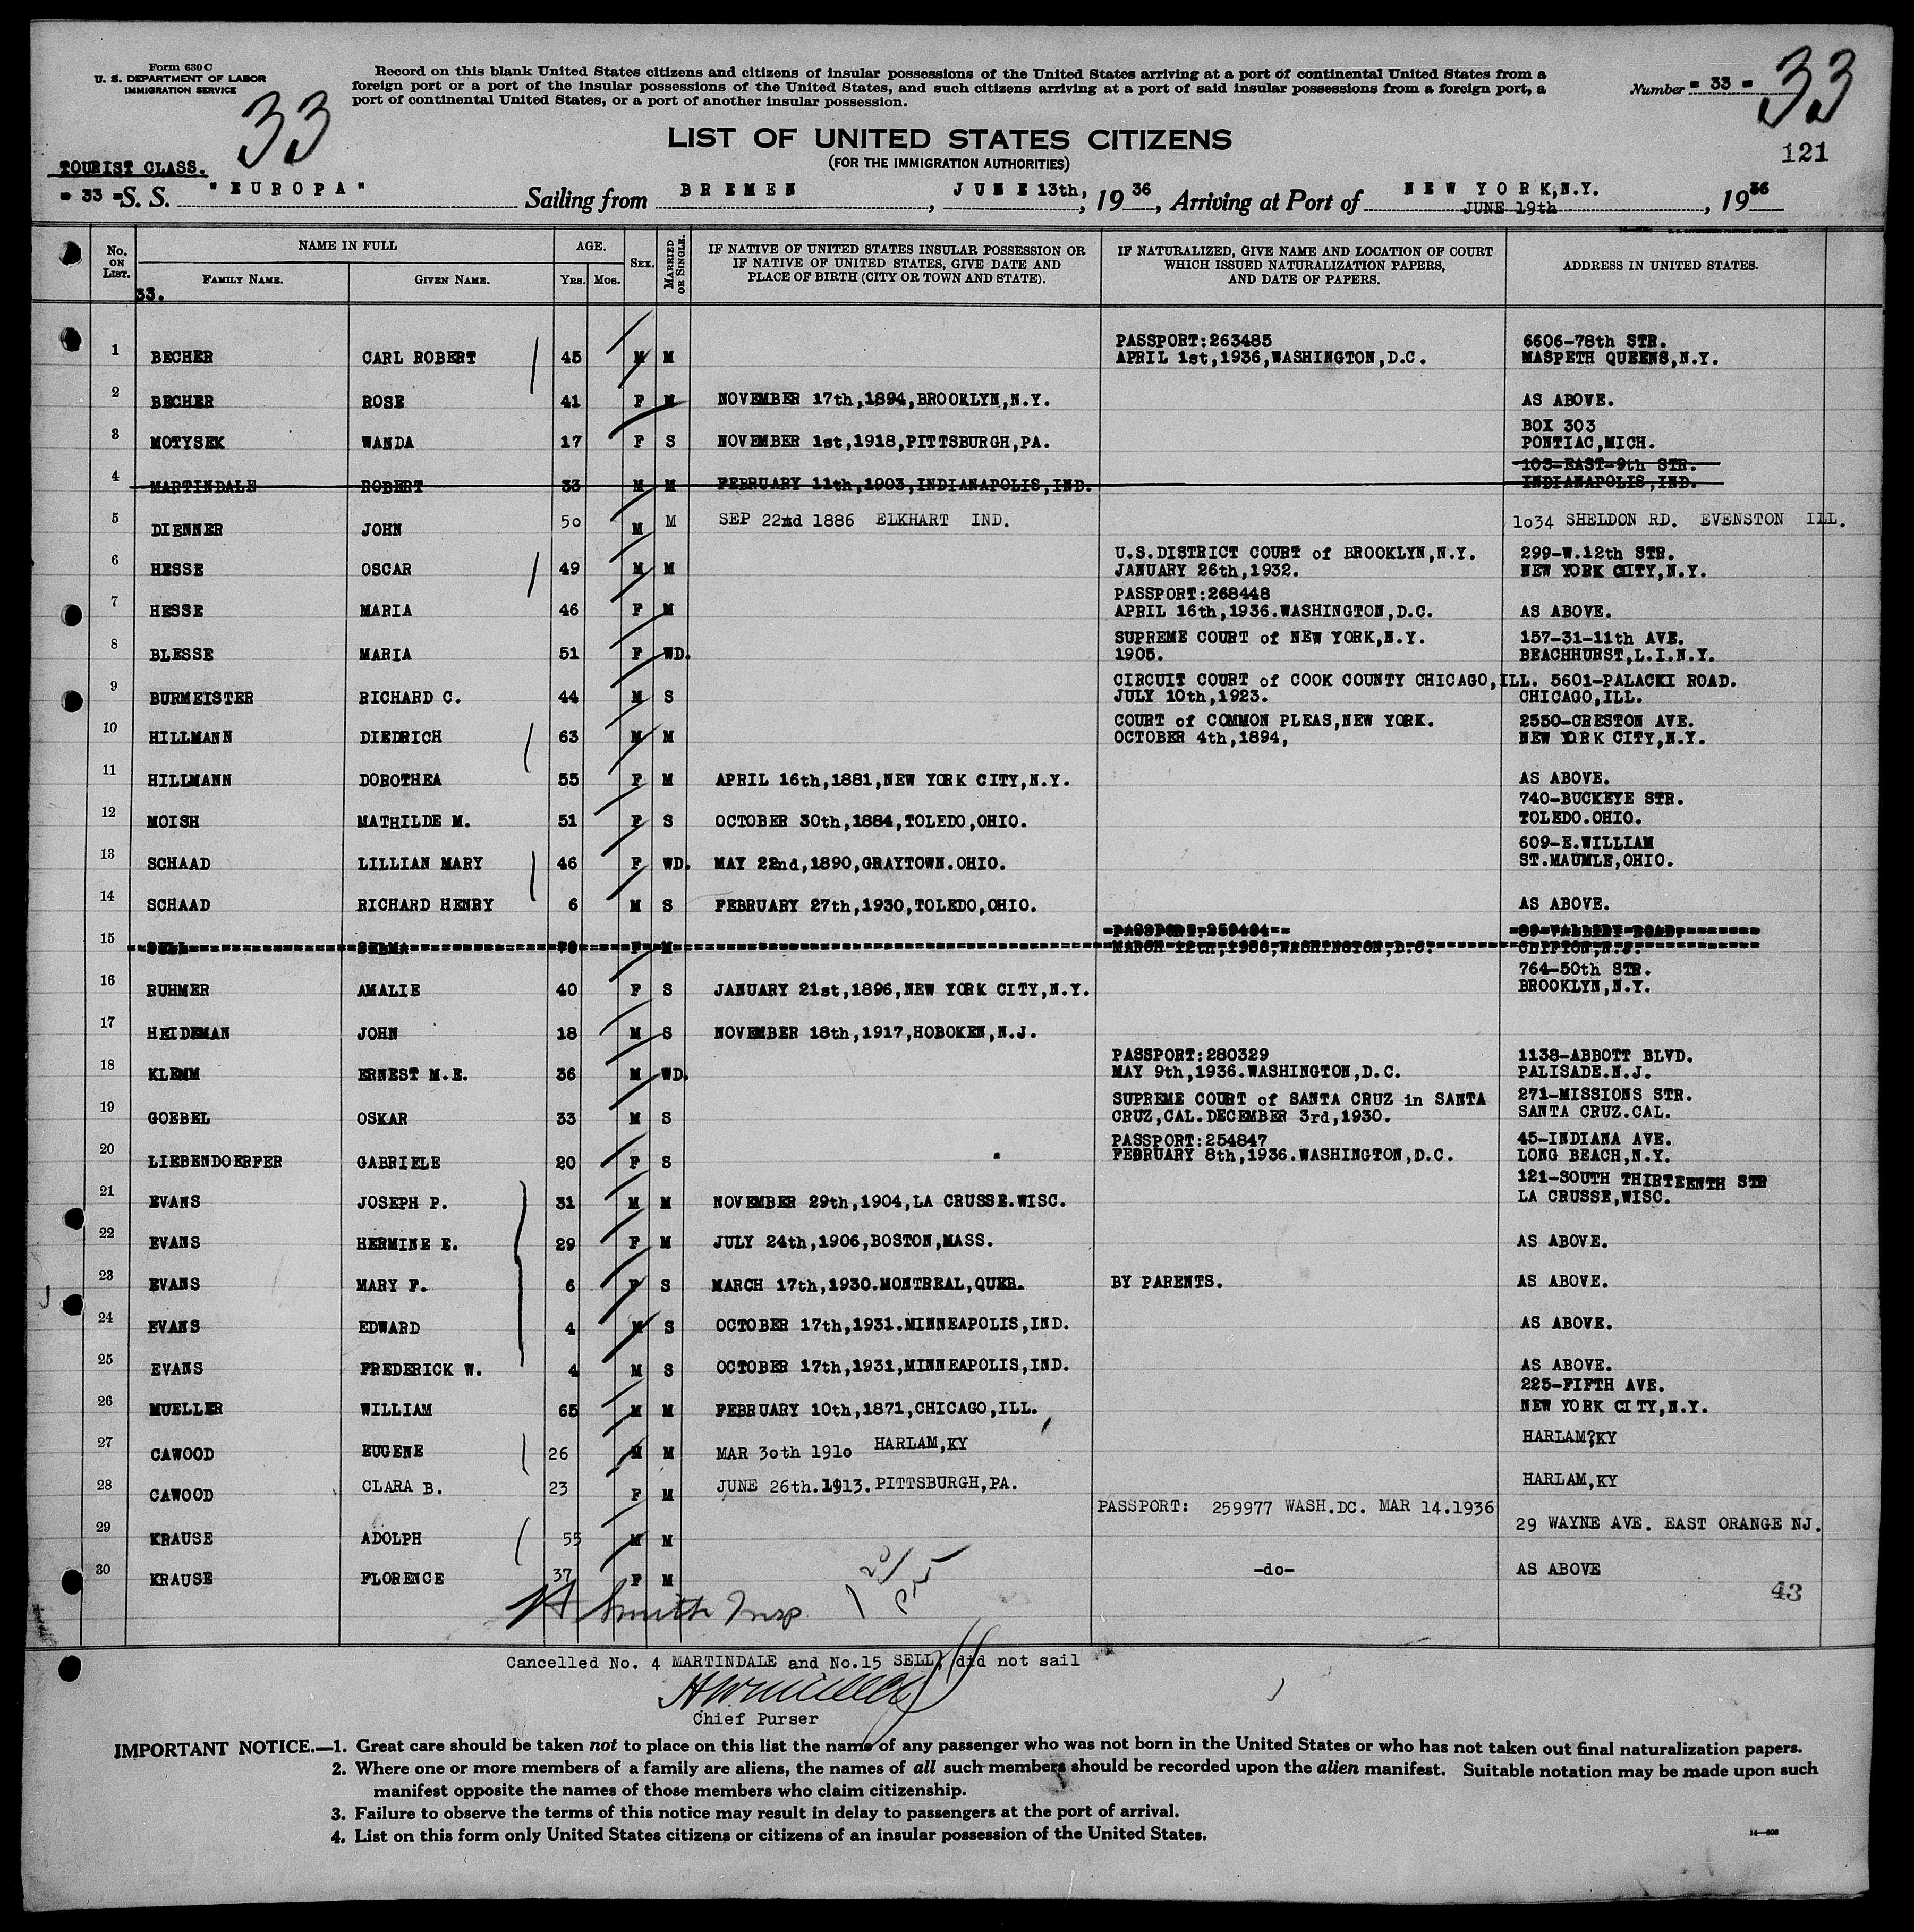 Form 630 C
U. S. DEPARTMENT OF LABOR
IMMIGRATION SERVICE
33
Record on this blank United States citizens and citizens of insular possessions of the United States arriving at a port of continental United States from a
foreign port or a port of the insular possessions of the United States, and such citizens arriving at a port of said insular possessions from a foreign port, a
port of continental United States, or a port of another insular possession.
Number - 33 - 33
LIST OF UNITED STATES CITIZENS
(FOR THE IMMIGRATION AUTHORITIES)
121
TOURIST CLASS.
- 33 - S. S. "EUROPA" Sailing from BREMEN, JUNE 13th, 1936, Arriving at Port of NEW YORK, N.Y. JUNE 19th, 1936
No. ON LIST. NAME IN FULL FAMILY NAME. GIVEN NAME. AGE. YRS. MOS. SEX. MARRIED OR SINGLE. IF NATIVE OF UNITED STATES INSULAR POSSESSION OR IF NATIVE OF UNITED STATES, GIVE DATE AND PLACE OF BIRTH (CITY OR TOWN AND STATE). IF NATURALIZED, GIVE NAME AND LOCATION OF COURT WHICH ISSUED NATURALIZATION PAPERS, AND DATE OF PAPERS. ADDRESS IN UNITED STATES.
33.
PASSPORT:263485 6606-78th STR.
1 BECHER CARL ROBERT 45 M M APRIL 1st,1936,WASHINGTON,D.C. MASPETH QUEENS,N.Y.
2 BECHER ROSE 41 F M NOVEMBER 17th,1894,BROOKLYN,N.Y. AS ABOVE.
BOX 303
3 MOTYSEK WANDA 17 F S NOVEMBER 1st,1918,PITTSBURGH,PA. PONTIAC,MICH.
103-EAST-9th STR.
4 MARTINDALE ROBERT 33 M M FEBRUARY 11th,1903,INDIANAPOLIS,IND. INDIANAPOLIS,IND.
5 DIENNER JOHN 50 M M SEP 22nd 1886 ELKHART IND. 1o34 SHELDON RD. EVENSTON ILL.
U.S.DISTRICT COURT of BROOKLYN,N.Y. 299-W.12th STR.
6 HESSE OSCAR 49 M M JANUARY 26th,1932. NEW YORK CITY,N.Y.
PASSPORT:268448
7 HESSE MARIA 46 F M APRIL 16th,1936.WASHINGTON,D.C. AS ABOVE.
SUPREME COURT of NEW YORK,N.Y. 157-31-11th AVE.
8 BLESSE MARIA 51 F WD. 1905. BEACHHURST,L.I.N.Y.
CIRCUIT COURT of COOK COUNTY CHICAGO,ILL. 5601-PALACKI ROAD.
9 BURMEISTER RICHARD C. 44 M S JULY 10th,1923. CHICAGO,ILL.
COURT of COMMON PLEAS,NEW YORK. 2550-CRESTON AVE.
10 HILLMANN DIEDRICH 63 M M OCTOBER 4th,1894, NEW YORK CITY,N.Y.
11 HILLMANN DOROTHEA 55 F M APRIL 16th,1881,NEW YORK CITY,N.Y. AS ABOVE.
740-BUCKEYE STR.
12 MOISH MATHILDE M. 51 F S OCTOBER 30th,1884,TOLEDO,OHIO. TOLEDO.OHIO.
609-E.WILLIAM
13 SCHAAD LILLIAN MARY 46 F WD. MAY 22nd,1890,GRAYTOWN.OHIO. ST.MAUMLE,OHIO.
14 SCHAAD RICHARD HENRY 6 M S FEBRUARY 27th,1930,TOLEDO,OHIO. AS ABOVE.
PASSPORT:259494
15 SELL SELMA F M MARCH 12th,1936,WASHINGTON,D.C. CLIFTON,N.J.
764-50th STR.
16 RUHMER AMALIE 40 F S JANUARY 21st,1896,NEW YORK CITY,N.Y. BROOKLYN,N.Y.
17 HEIDEMAN JOHN 18 M S NOVEMBER 18th,1917,HOBOKEN,N.J.
PASSPORT:280329 1138-ABBOTT BLVD.
18 KLEMM ERNEST M.E. 36 M WD. MAY 9th,1936.WASHINGTON,D.C. PALISADE.N.J.
SUPREME COURT of SANTA CRUZ in SANTA 271-MISSIONS STR.
19 GOEBEL OSKAR 33 M S CRUZ,CAL.DECEMBER 3rd,1930. SANTA CRUZ.CAL.
PASSPORT:254847 45-INDIANA AVE.
20 LIEBENDOERFER GABRIELE 20 F S FEBRUARY 8th,1936.WASHINGTON,D.C. LONG BEACH,N.Y.
121-SOUTH THIRTEENTH STR
21 EVANS JOSEPH P. 31 M M NOVEMBER 29th,1904,LA CRUSSE.WISC. LA CRUSSE,WISC.
22 EVANS HERMINE E. 29 F M JULY 24th,1906,BOSTON,MASS. AS ABOVE.
23 EVANS MARY F. 6 F S MARCH 17th,1930.MONTREAL,QUEB. BY PARENTS. AS ABOVE.
24 EVANS EDWARD 4 M S OCTOBER 17th,1931.MINNEAPOLIS,IND. AS ABOVE.
25 EVANS FREDERICK W. 4 M S OCTOBER 17th,1931,MINNEAPOLIS,IND. AS ABOVE.
225-FIFTH AVE.
26 MUELLER WILLIAM 65 M M FEBRUARY 10th,1871,CHICAGO,ILL. NEW YORK CITY,N.Y.
27 CAWOOD EUGENE 26 M M MAR 3oth 191o HARLAM,KY HARLAM?KY
28 CAWOOD CLARA B. 23 F M JUNE 26th.1913.PITTSBURGH,PA. HARLAM,KY
PASSPORT: 259977 WASH.DC. MAR 14.1936
29 KRAUSE ADOLPH 55 M M 29 WAYNE AVE. EAST ORANGE NJ.
30 KRAUSE FLORENCE 37 F M -do- AS ABOVE
43
Smith Insp.
Cancelled No. 4 MARTINDALE and No.15 SELL, did not sail
Chief Purser
IMPORTANT NOTICE.—1. Great care should be taken not to place on this list the name of any passenger who was not born in the United States or who has not taken out final naturalization papers.
2. Where one or more members of a family are aliens, the names of all such members should be recorded upon the alien manifest. Suitable notation may be made upon such
manifest opposite the names of those members who claim citizenship.
3. Failure to observe the terms of this notice may result in delay to passengers at the port of arrival.
4. List on this form only United States citizens or citizens of an insular possession of the United States.